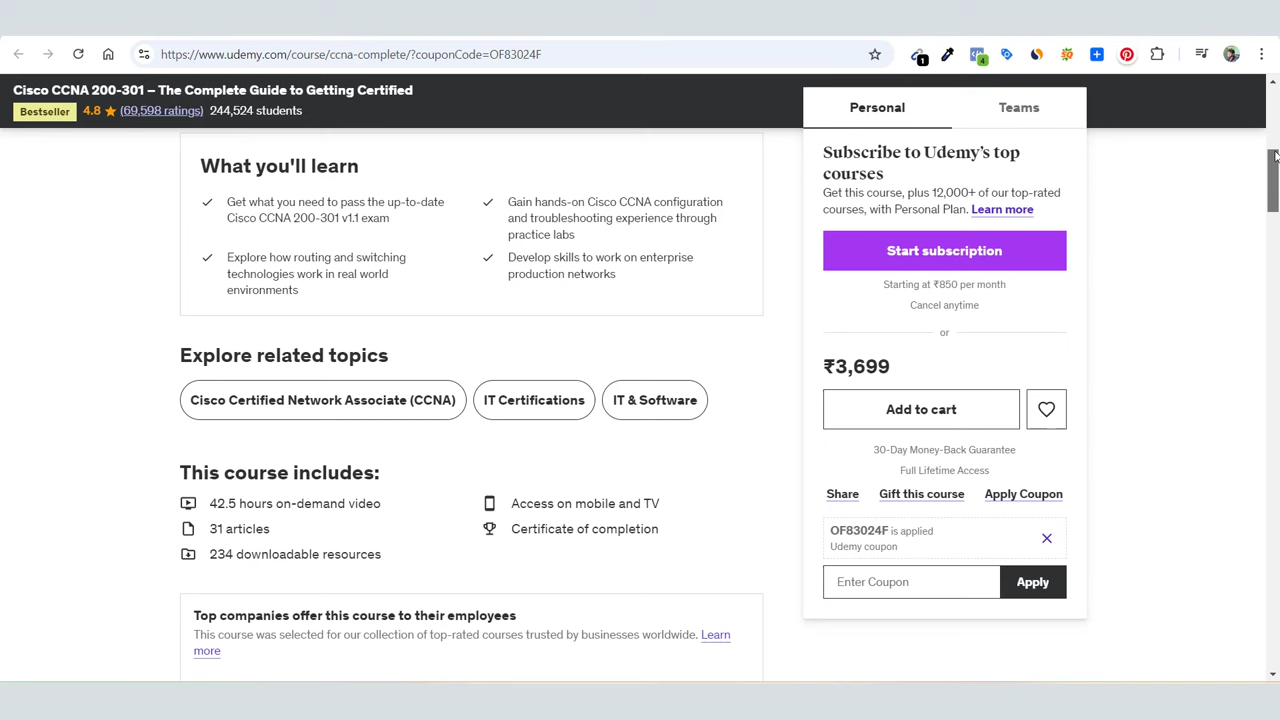 https://www.udemy.com/course/ccna-complete/?couponCode=OF83024F
1
4
Cisco CCNA 200-301 – The Complete Guide to Getting Certified
Bestseller 4.8 (69,598 ratings) 244,524 students
What you'll learn
Get what you need to pass the up-to-date
Cisco CCNA 200-301 v1.1 exam
Gain hands-on Cisco CCNA configuration
and troubleshooting experience through
practice labs
Explore how routing and switching
technologies work in real world
environments
Develop skills to work on enterprise
production networks
Explore related topics
Cisco Certified Network Associate (CCNA)
IT Certifications
IT & Software
This course includes:
42.5 hours on-demand video
Access on mobile and TV
31 articles
Certificate of completion
234 downloadable resources
Top companies offer this course to their employees
This course was selected for our collection of top-rated courses trusted by businesses worldwide. Learn
more
Personal
Teams
Subscribe to Udemy's top
courses
Get this course, plus 12,000+ of our top-rated
courses, with Personal Plan. Learn more
Start subscription
Starting at ₹850 per month
Cancel anytime
or
₹3,699
Add to cart
30-Day Money-Back Guarantee
Full Lifetime Access
Share
Gift this course
Apply Coupon
OF83024F is applied
Udemy coupon
Enter Coupon
Apply